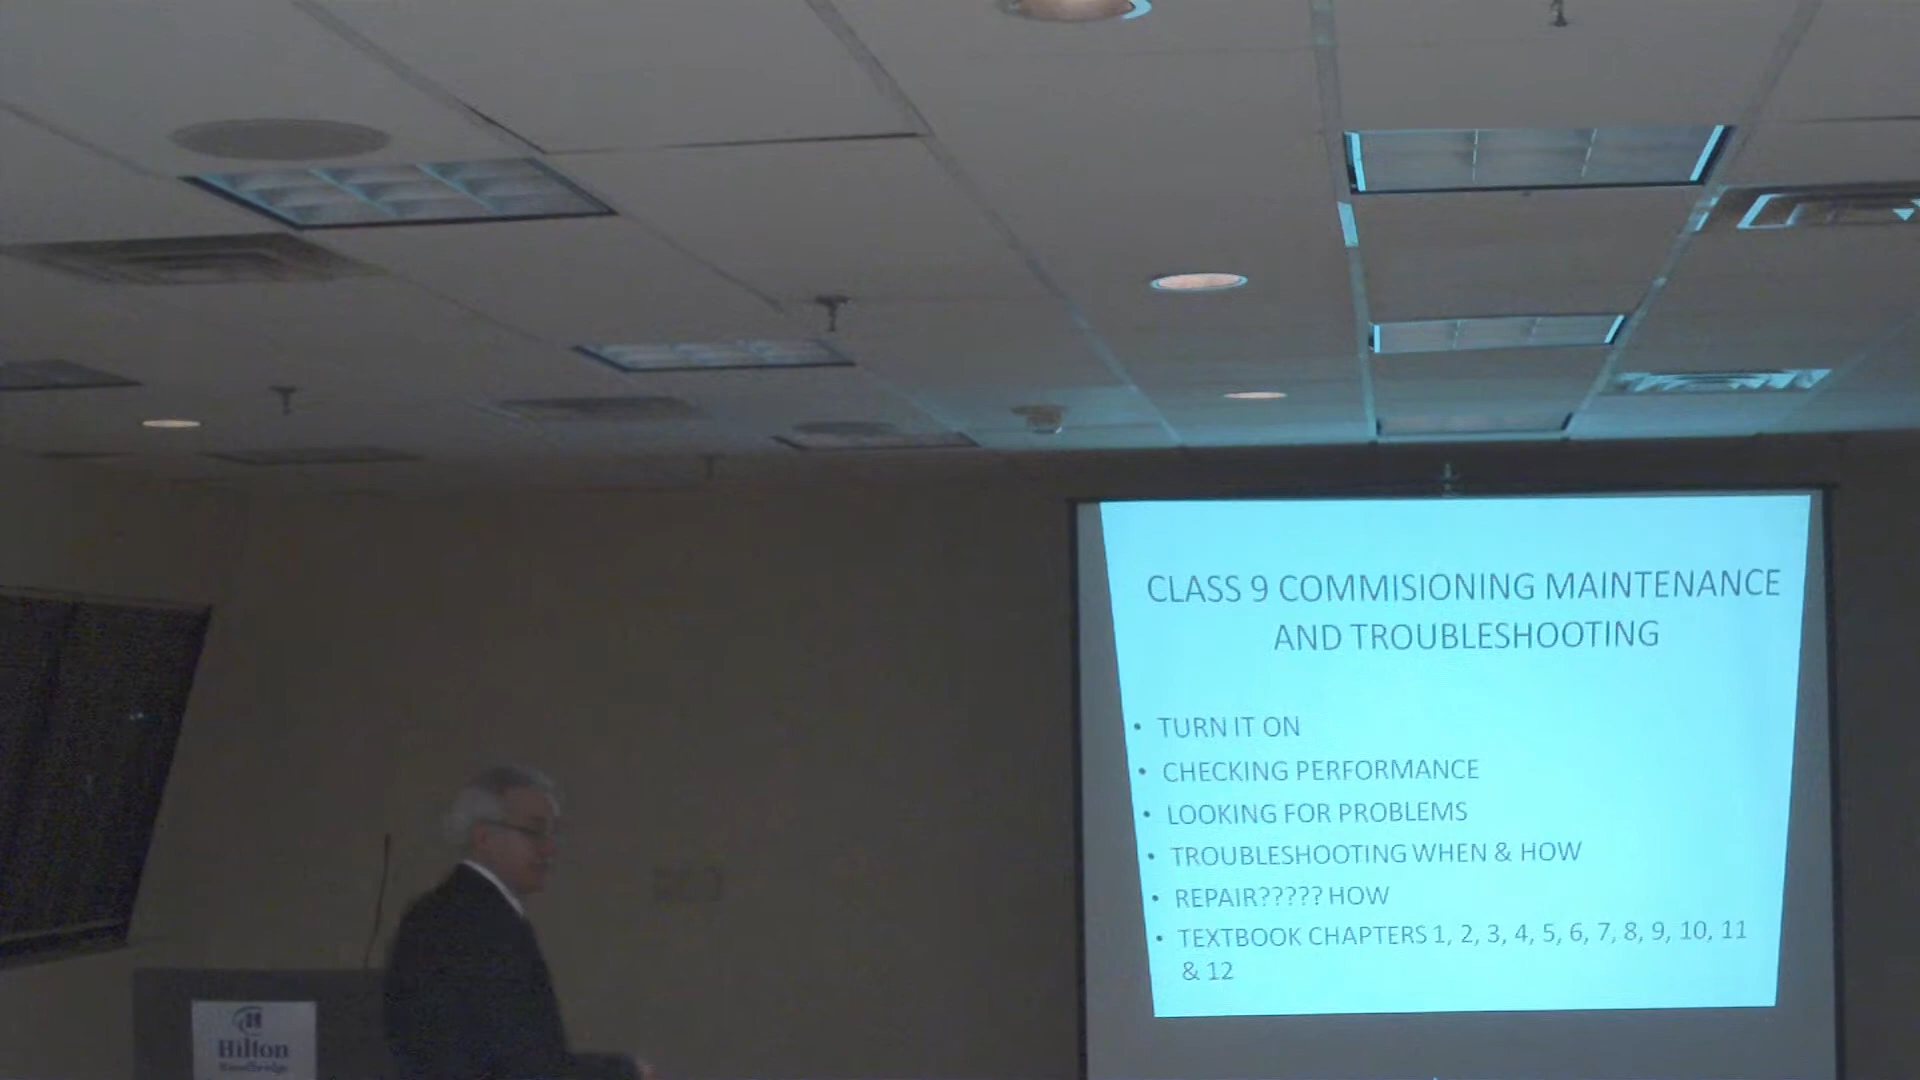 CLASS 9 COMMISIONING MAINTENANCE
AND TROUBLESHOOTING
• TURN IT ON
• CHECKING PERFORMANCE
• LOOKING FOR PROBLEMS
• TROUBLESHOOTING WHEN & HOW
• REPAIR????? HOW
• TEXTBOOK CHAPTERS 1, 2, 3, 4, 5, 6, 7, 8, 9, 10, 11
& 12
H
Hilton
Woodbridge